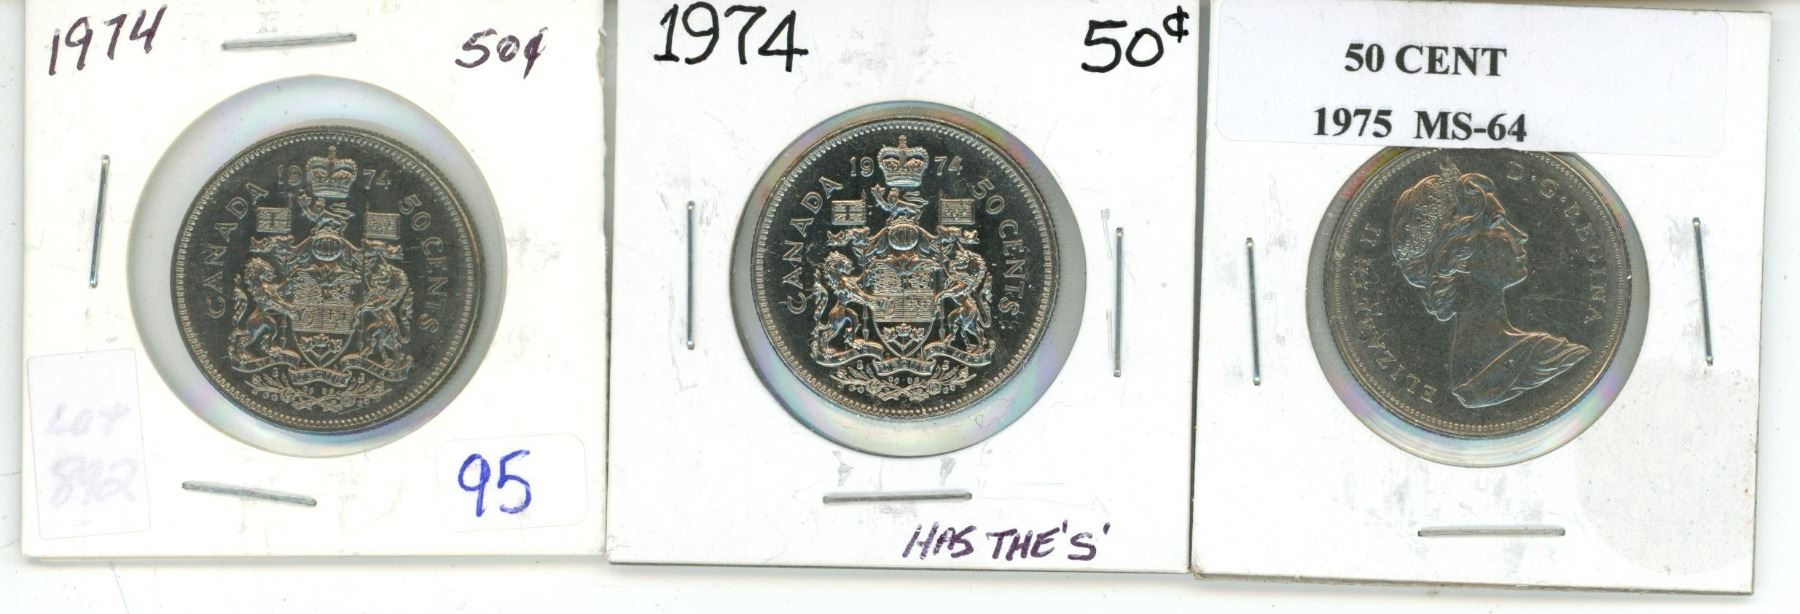 1974 50¢
19 74
CANADA 50 CENTS
LOT
892
95
1974 50¢
19 74
CANADA 50 CENTS
HAS THE 'S'
50 CENT
1975 MS-64
ELIZABETH II D·G·REGINA